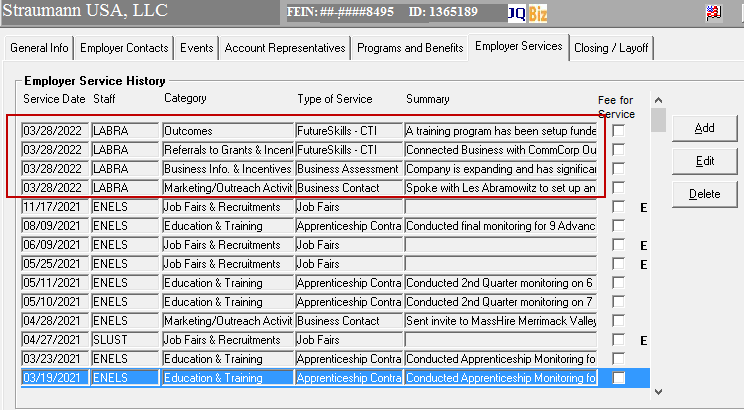 Straumann USA, LLC FEIN: ##-####8495 ID: 1365189 JQ Biz
General Info Employer Contacts Events Account Representatives Programs and Benefits Employer Services Closing / Layoff
Employer Service History
Service Date Staff Category Type of Service Summary Fee for Service
03/28/2022 LABRA Outcomes FutureSkills - CTI A training program has been setup funde
03/28/2022 LABRA Referrals to Grants & Incent FutureSkills - CTI Connected Business with CommCorp Ou
03/28/2022 LABRA Business Info. & Incentives Business Assessment Company is expanding and has significa
03/28/2022 LABRA Marketing/Outreach Activit Business Contact Spoke with Les Abramowitz to set up an
11/17/2021 ENELS Job Fairs & Recruitments Job Fairs E
08/09/2021 ENELS Education & Training Apprenticeship Contra Conducted final monitoring for 9 Advanc
06/09/2021 ENELS Job Fairs & Recruitments Job Fairs E
05/25/2021 ENELS Job Fairs & Recruitments Job Fairs E
05/11/2021 ENELS Education & Training Apprenticeship Contra Conducted 2nd Quarter monitoring on 6
05/10/2021 ENELS Education & Training Apprenticeship Contra Conducted 2nd Quarter monitoring on 7
04/28/2021 ENELS Marketing/Outreach Activit Business Contact Sent invite to MassHire Merrimack Valley
04/27/2021 SLUST Job Fairs & Recruitments Job Fairs E
03/23/2021 ENELS Education & Training Apprenticeship Contra Conducted Apprenticeship Monitoring fo
03/19/2021 ENELS Education & Training Apprenticeship Contra Conducted Apprenticeship Monitoring fo
Add
Edit
Delete